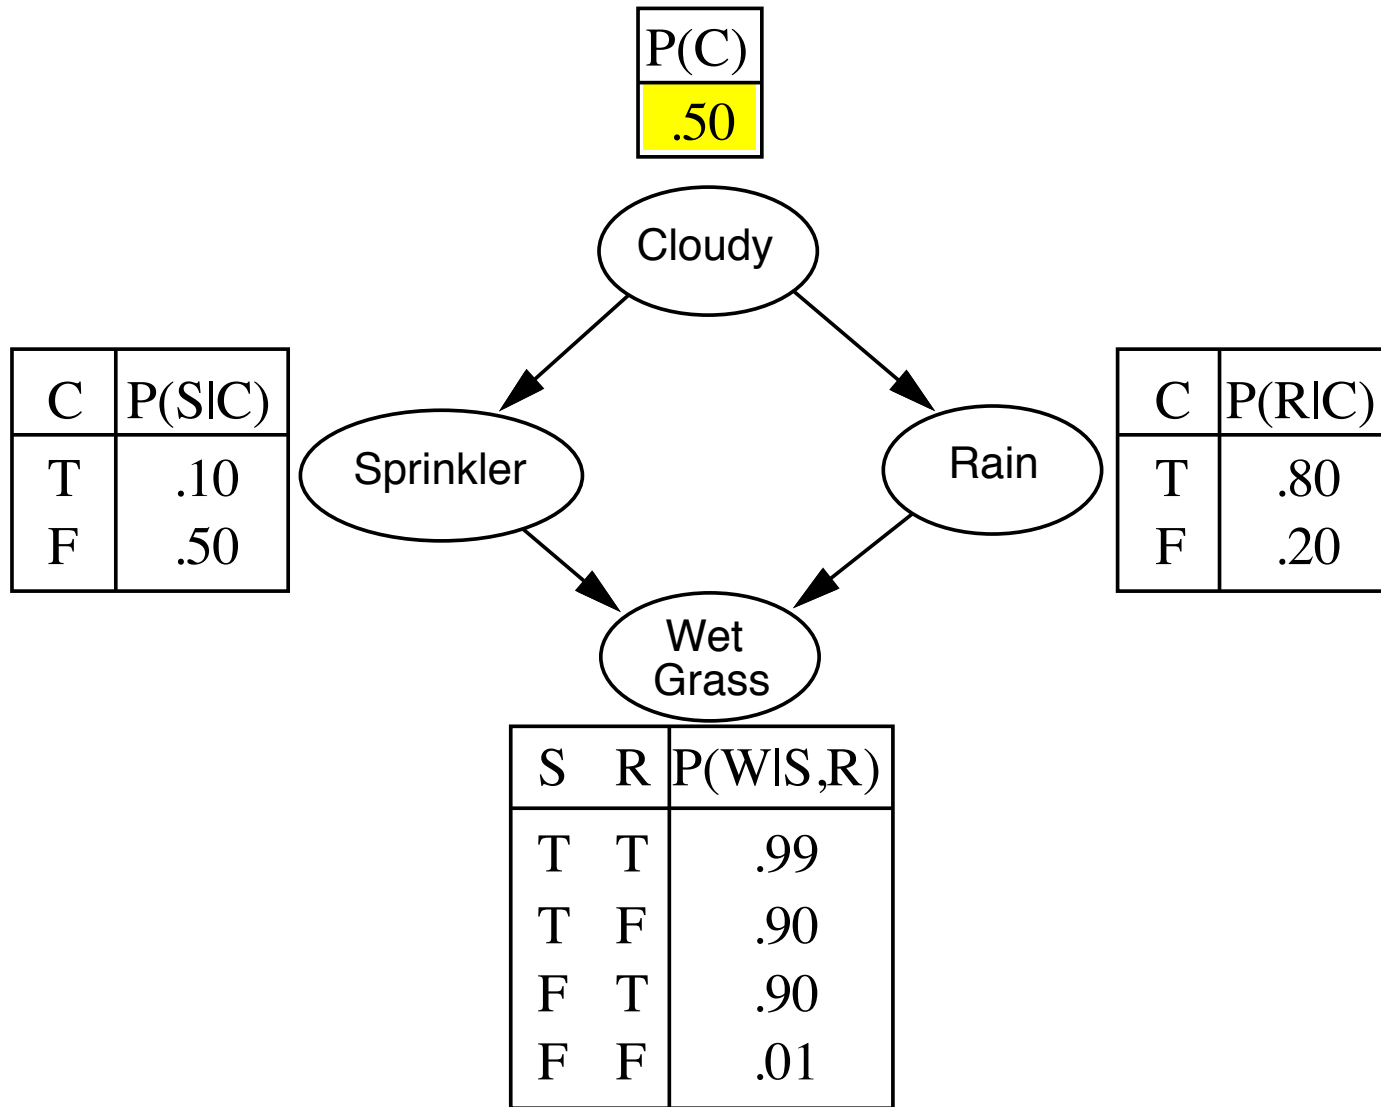 P(C)
.50
Cloudy
C P(S|C)
T .10
F .50
Sprinkler
Rain
C P(R|C)
T .80
F .20
Wet
Grass
S R P(W|S,R)
T T .99
T F .90
F T .90
F F .01